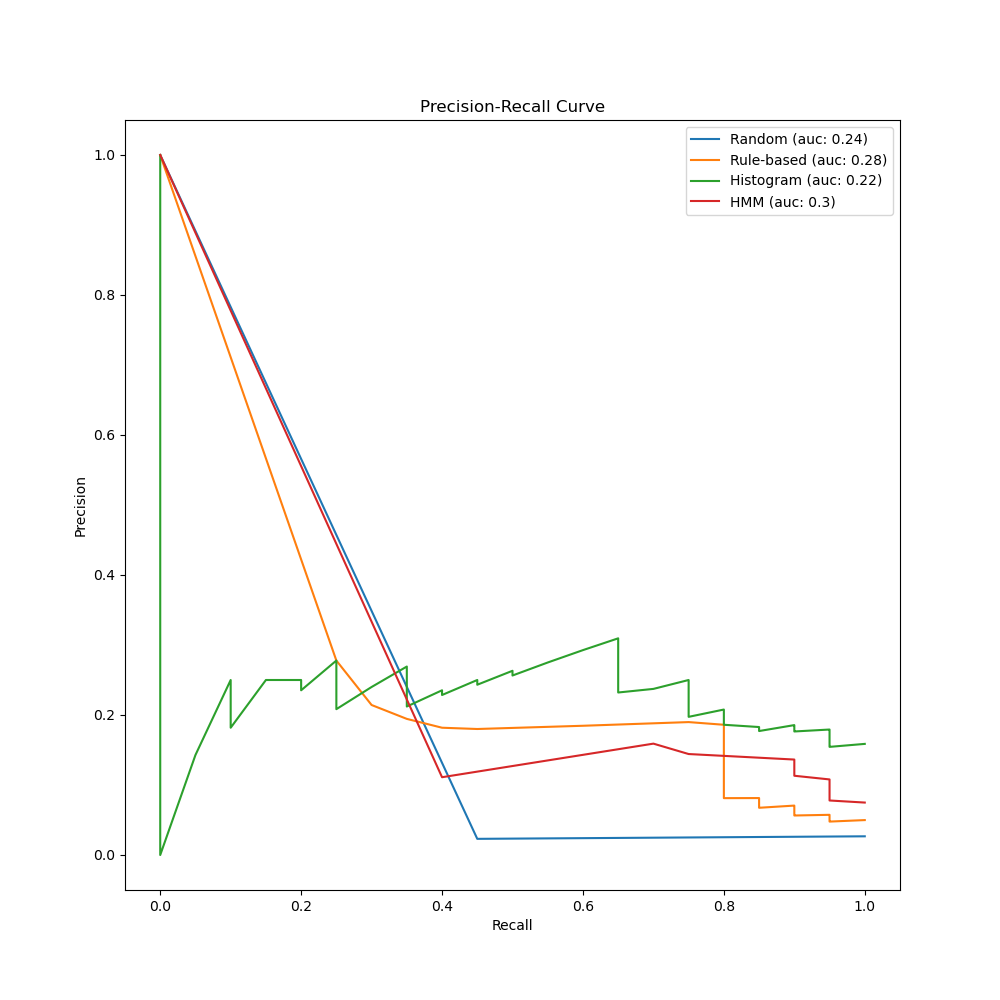 Precision-Recall Curve
Random (auc: 0.24)
Rule-based (auc: 0.28)
Histogram (auc: 0.22)
HMM (auc: 0.3)
1.0
0.8
0.6
0.4
0.2
0.0
Precision
0.0 0.2 0.4 0.6 0.8 1.0
Recall